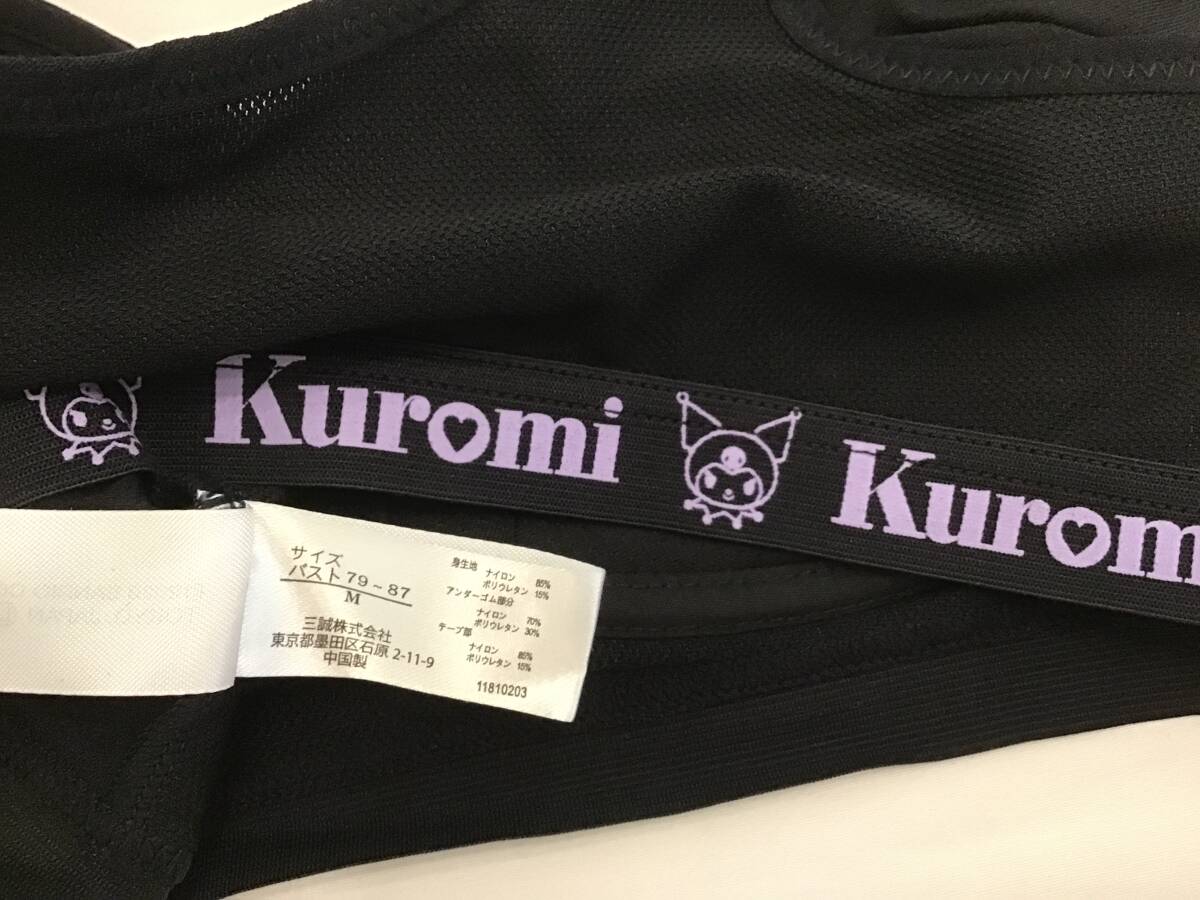 Kuromi
Kurom
サイズ
バスト 79~87
M
三誠株式会社
東京都墨田区石原 2-11-9
中国製
身生地
ナイロン 85%
ポリウレタン 15%
アンダーゴム部分
ナイロン 70%
ポリウレタン 30%
テープ部
ナイロン 85%
ポリウレタン 15%
11810203